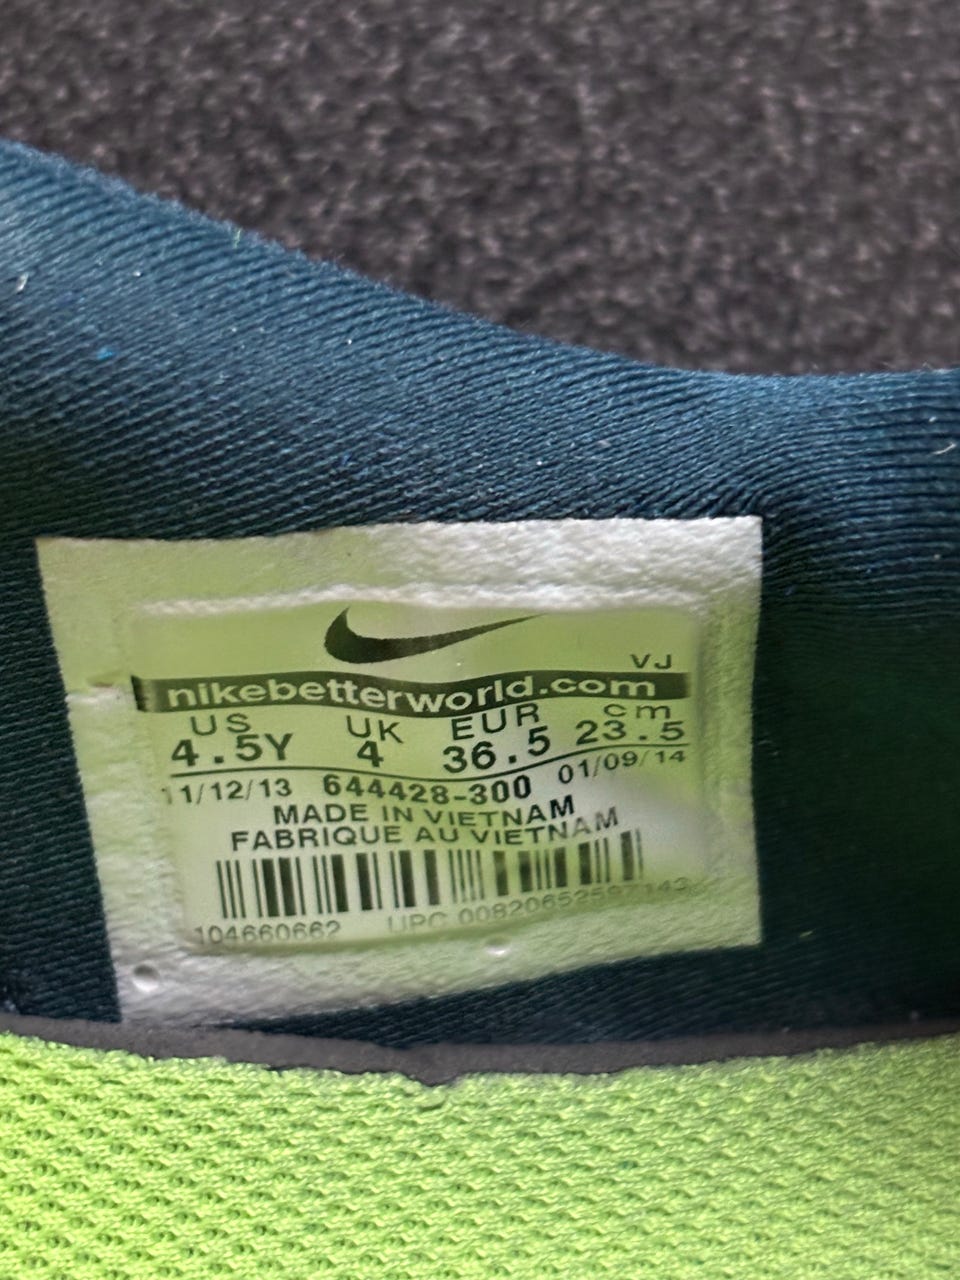 VJ
nikebetterworld.com
US UK EUR cm
4.5Y 4 36.5 23.5
11/12/13 644428-300 01/09/14
MADE IN VIETNAM
FABRIQUE AU VIETNAM
104660662 UPC 00820652597143